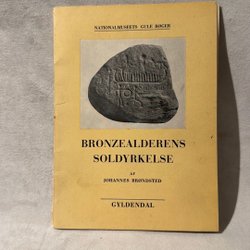 NATIONALMUSEETS GULE BØGER
BRONZEALDERENS
SOLDYRKELSE
AF
JOHANNES BRØNDSTED
GYLDENDAL